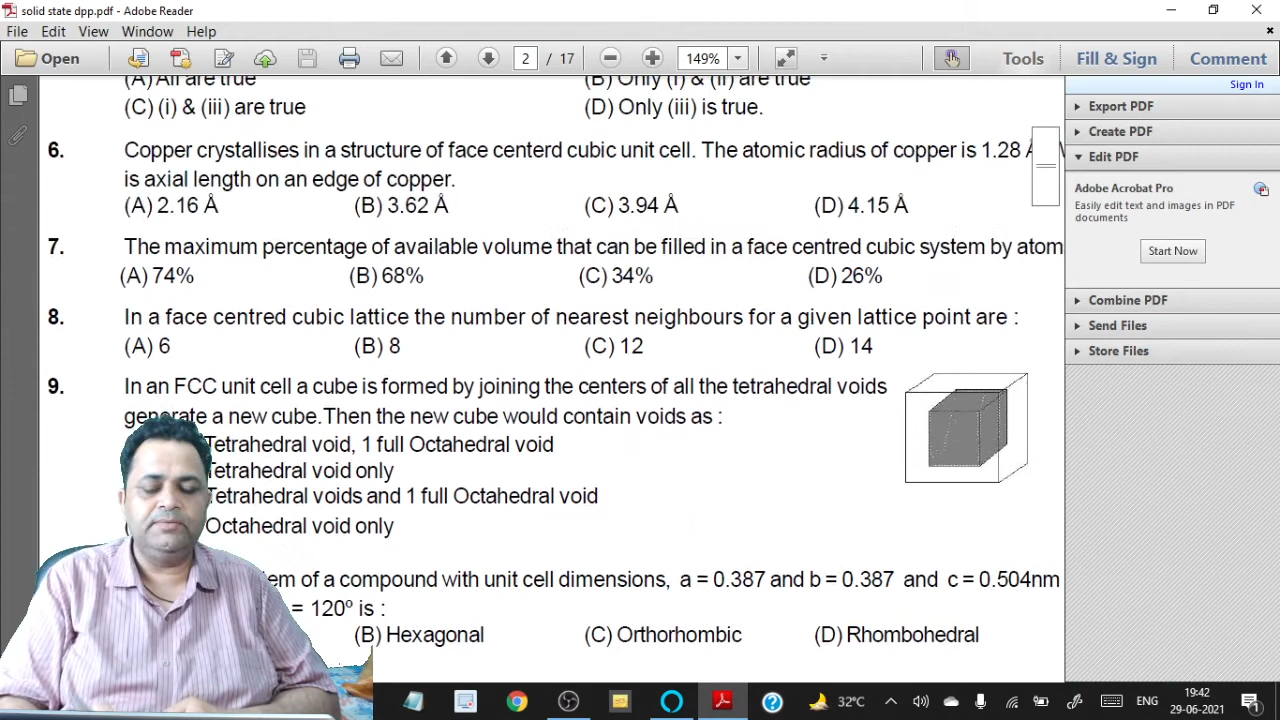 solid state dpp.pdf - Adobe Reader
File Edit View Window Help
Open 2 / 17 149% Tools Fill & Sign Comment
Sign In
(A) All are true (B) Only (i) & (ii) are true
(C) (i) & (iii) are true (D) Only (iii) is true.
6. Copper crystallises in a structure of face centerd cubic unit cell. The atomic radius of copper is 1.28
is axial length on an edge of copper.
(A) 2.16 Å (B) 3.62 Å (C) 3.94 Å (D) 4.15 Å
7. The maximum percentage of available volume that can be filled in a face centred cubic system by atom
(A) 74% (B) 68% (C) 34% (D) 26%
8. In a face centred cubic lattice the number of nearest neighbours for a given lattice point are :
(A) 6 (B) 8 (C) 12 (D) 14
9. In an FCC unit cell a cube is formed by joining the centers of all the tetrahedral voids
generate a new cube.Then the new cube would contain voids as :
Tetrahedral void, 1 full Octahedral void
Tetrahedral void only
Tetrahedral voids and 1 full Octahedral void
Octahedral void only
of a compound with unit cell dimensions, a = 0.387 and b = 0.387 and c = 0.504nm
= 120º is :
(B) Hexagonal (C) Orthorhombic (D) Rhombohedral
Export PDF
Create PDF
Edit PDF
Adobe Acrobat Pro
Easily edit text and images in PDF
documents
Start Now
Combine PDF
Send Files
Store Files
32°C ENG 19:42
29-06-2021